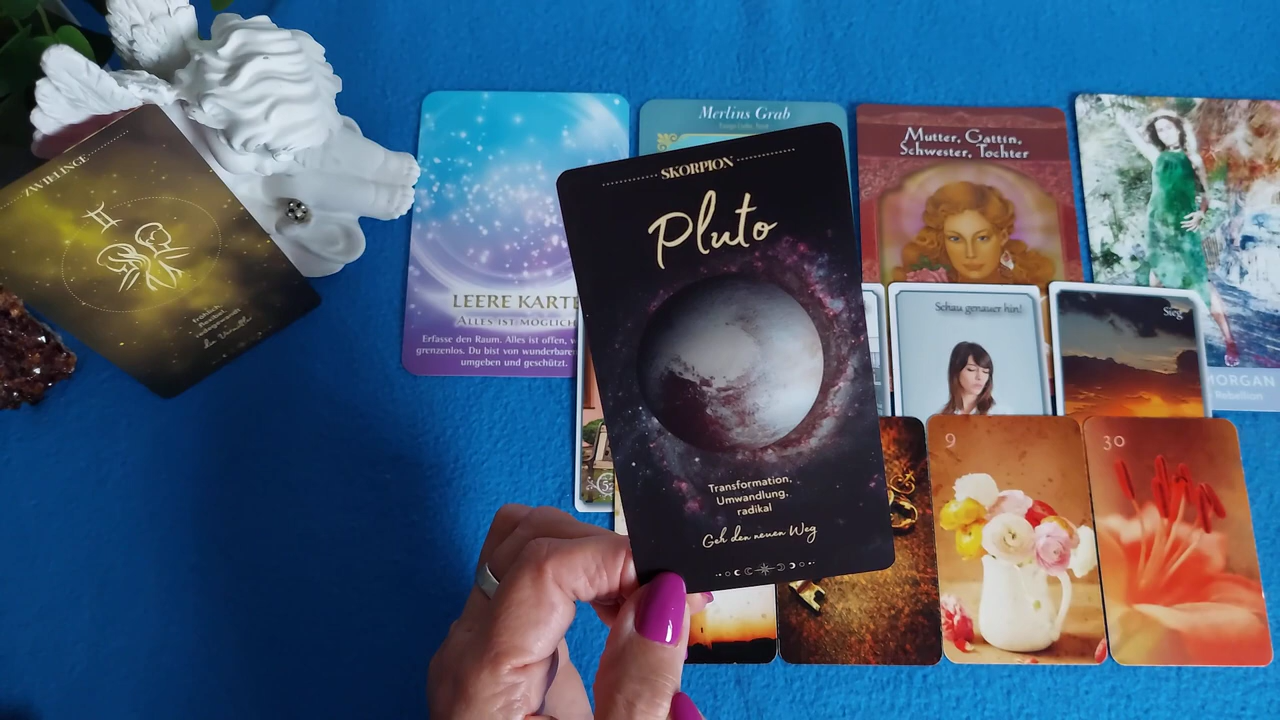 ZWILLINGE
LEERE KARTE
ALLES IST MÖGLICH
Erfasse den Raum. Alles ist offen,
grenzenlos. Du bist von wunderbaren
umgeben und geschützt.
Merlins Grab
SKORPION
Pluto
Transformation,
Umwandlung,
radikal
Geh den neuen Weg
Mutter, Gattin,
Schwester, Tochter
Schau genauer hin!
Sieg
MORGAN
Rebellion
9
30